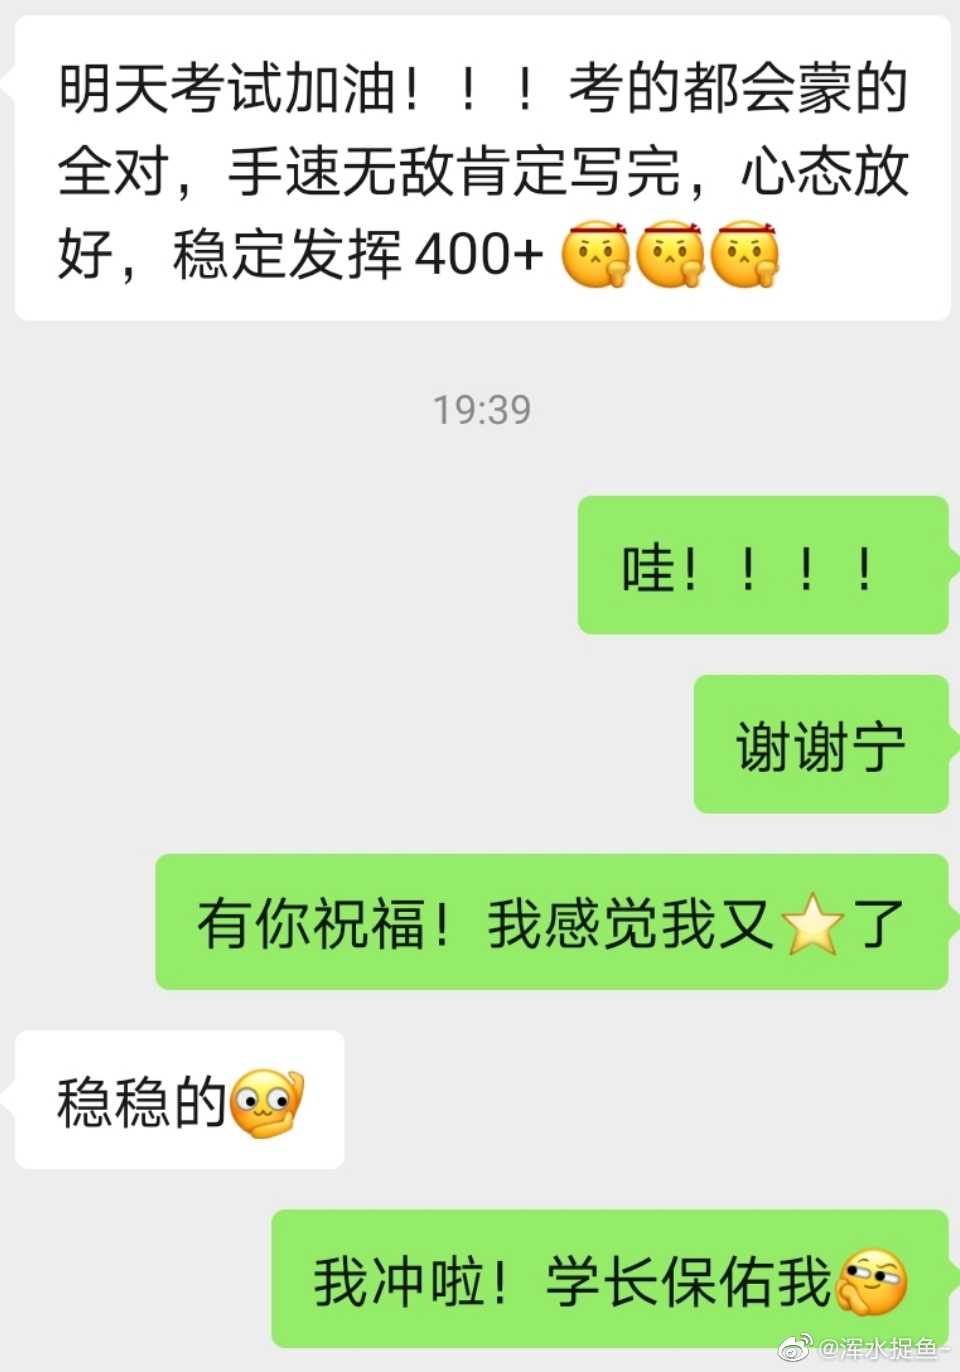 明天考试加油！！！考的都会蒙的
全对，手速无敌肯定写完，心态放
好，稳定发挥 400+
19:39
哇！！！！
谢谢宁
有你祝福！我感觉我又⭐了
稳稳的
我冲啦！学长保佑我
@浑水捉鱼-